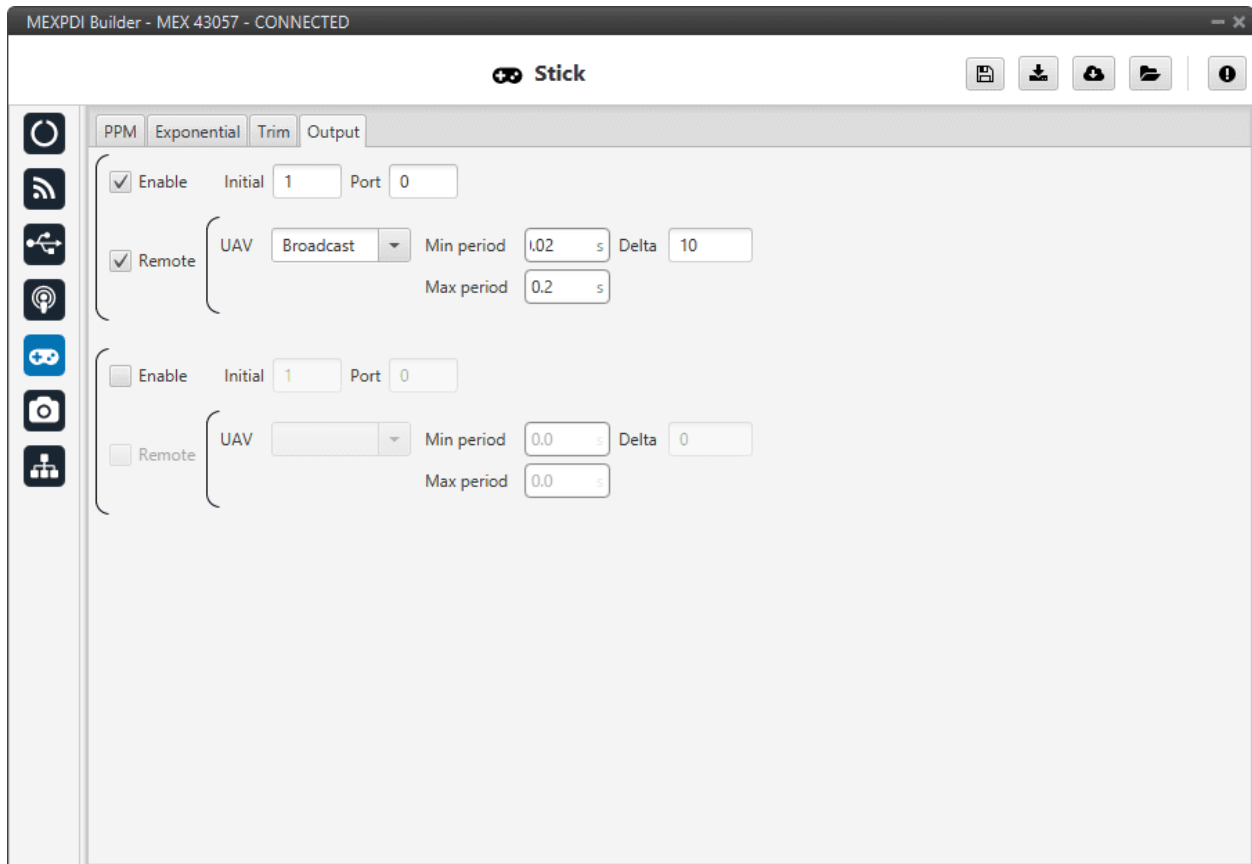 MEXPDI Builder - MEX 43057 - CONNECTED
Stick
PPM Exponential Trim Output
Enable Initial 1 Port 0
Remote UAV Broadcast Min period .02 s Delta 10
Max period 0.2 s
Enable Initial 1 Port 0
Remote UAV Min period 0.0 s Delta 0
Max period 0.0 s